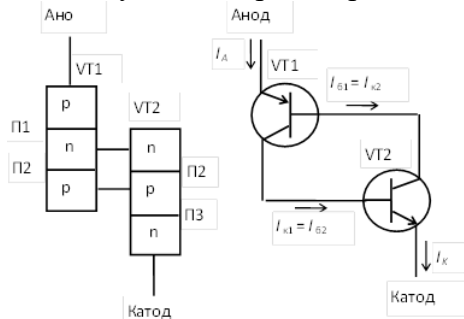 Ано
VT1
p
VT2
П1
n
n
П2
П2
p
p
П3
n
Катод
Анод
I_A
VT1
I_б1 = I_к2
VT2
I_к1 = I_б2
I_K
Катод